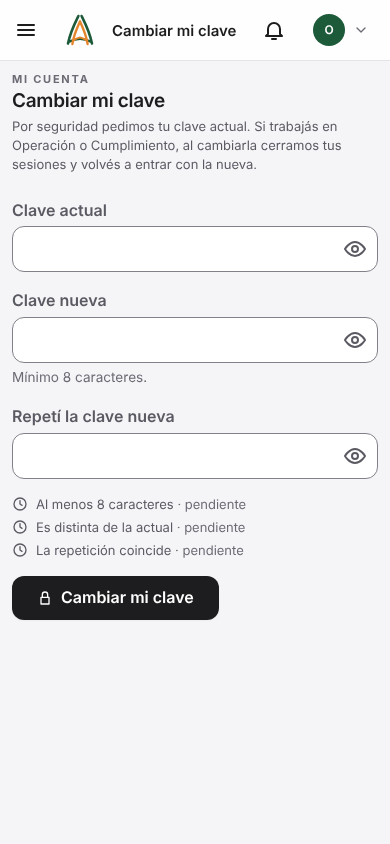 Cambiar mi clave
O
MI CUENTA
Cambiar mi clave
Por seguridad pedimos tu clave actual. Si trabajás en
Operación o Cumplimiento, al cambiarla cerramos tus
sesiones y volvés a entrar con la nueva.
Clave actual
Clave nueva
Mínimo 8 caracteres.
Repetí la clave nueva
Al menos 8 caracteres · pendiente
Es distinta de la actual · pendiente
La repetición coincide · pendiente
Cambiar mi clave